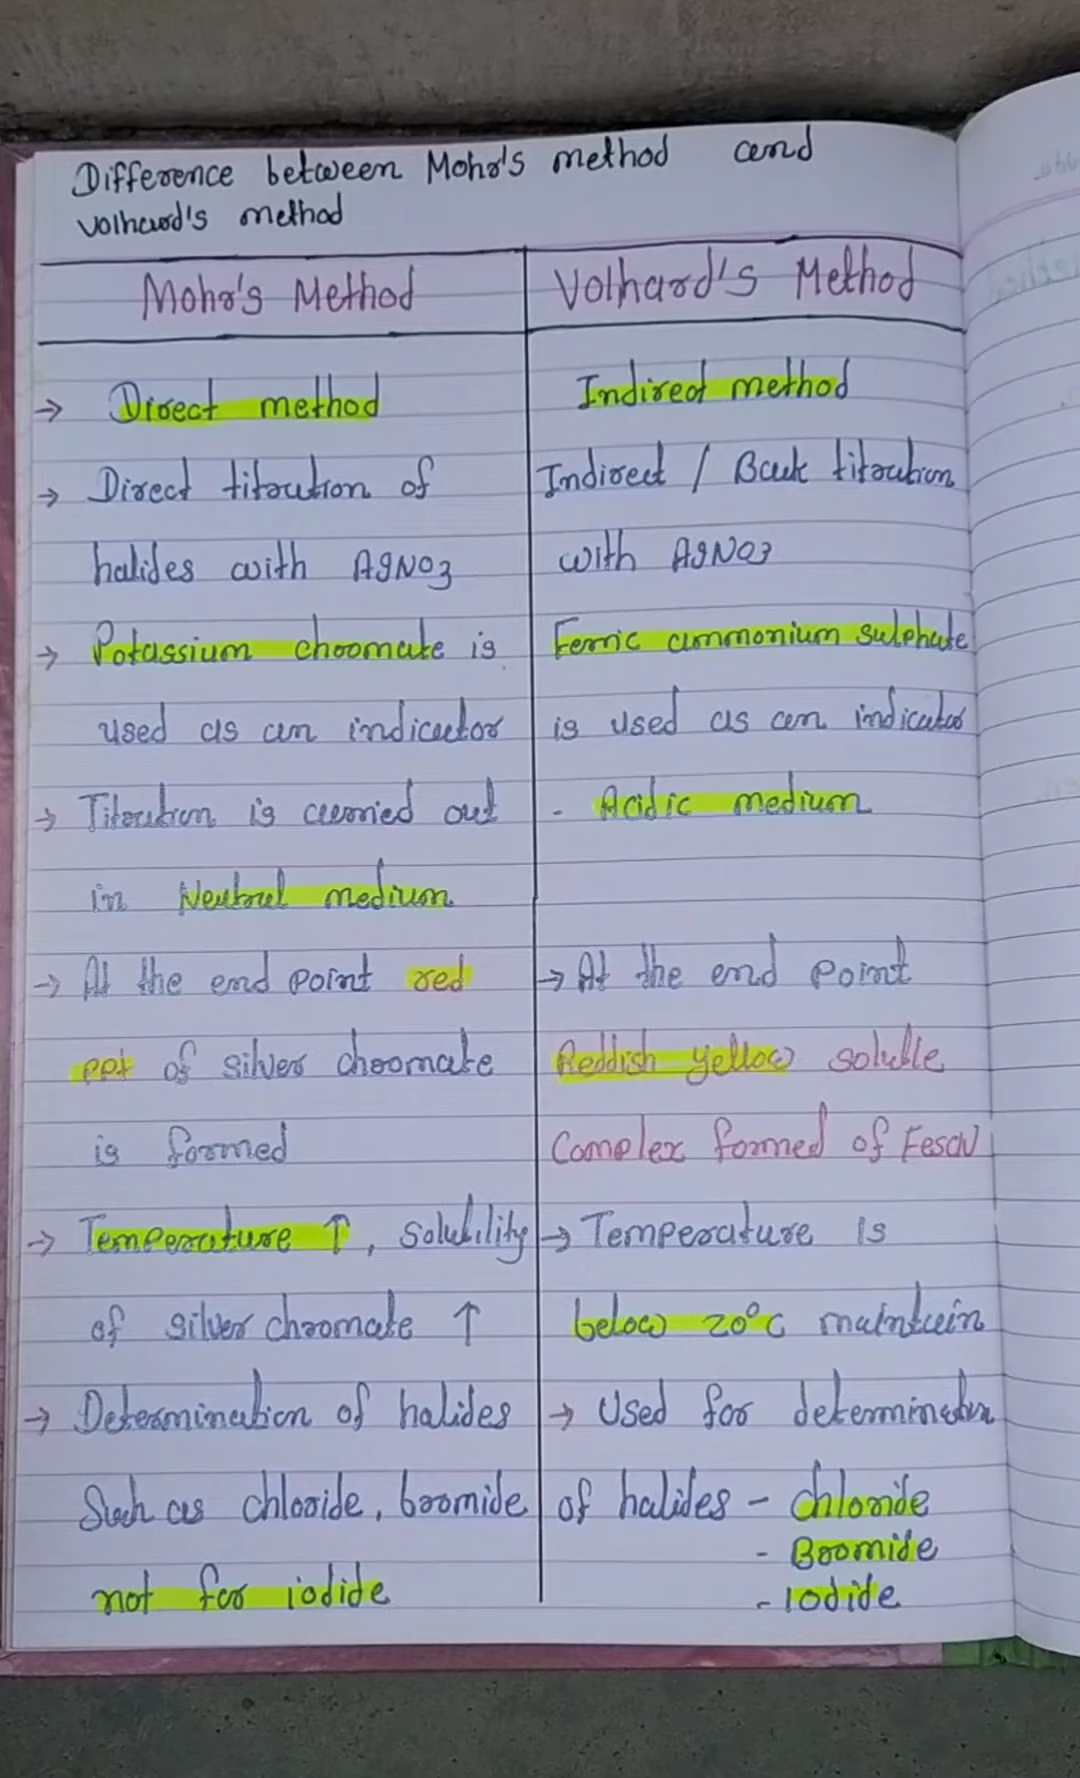 Difference between Mohr's method and
Volhard's method
Mohr's Method
Volhard's Method
→ Direct method
Indirect method
→ Direct titration of
halides with AgNO3
Indirect / Back titration
with AgNO3
→ Potassium chromate is
used as an indicator
Ferric ammonium sulphate
is used as an indicator
→ Titration is carried out
in Neutral medium
- Acidic medium
→ At the end point red
ppt of silver chromate
is formed
→ At the end point
Reddish yellow soluble
Complex formed of FeSCN
→ Temperature ↑, solubility
of silver chromate ↑
→ Temperature is
below 20°C maintain
→ Determination of halides
Such as chloride, bromide
not for iodide
→ Used for determination
of halides - chloride
- Bromide
- Iodide